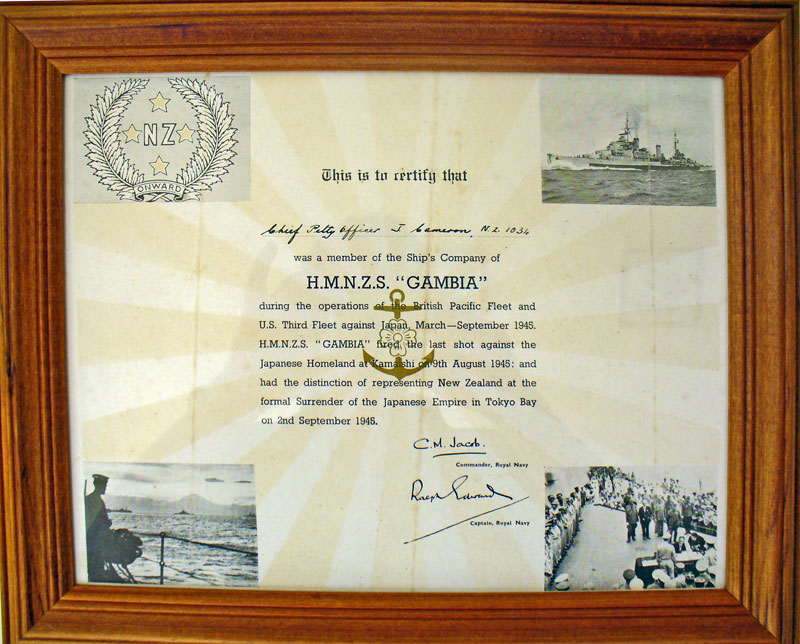 NZ
ONWARD
This is to certify that
Chief Petty Officer J Cameron, N.Z. 1034
was a member of the Ship's Company of
H.M.N.Z.S. "GAMBIA"
during the operations of the British Pacific Fleet and
U.S. Third Fleet against Japan, March—September 1945.
H.M.N.Z.S. "GAMBIA" fired the last shot against the
Japanese Homeland at Kamaishi on 9th August 1945: and
had the distinction of representing New Zealand at the
formal Surrender of the Japanese Empire in Tokyo Bay
on 2nd September 1945.
C.M. Jacob.
Commander, Royal Navy
Ralph Edward
Captain, Royal Navy